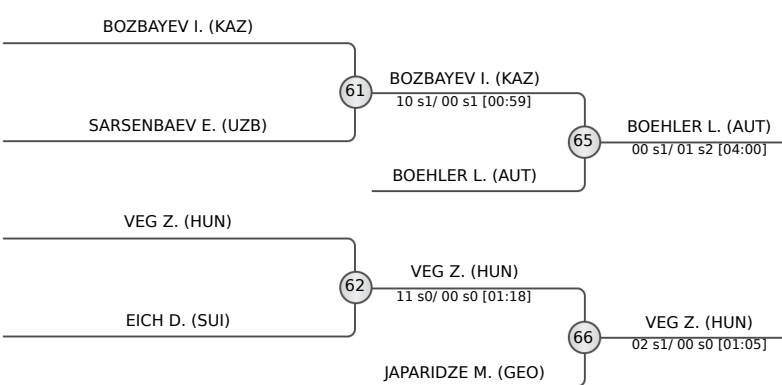 BOZBAYEV I. (KAZ)
61
SARSENBAEV E. (UZB)
BOZBAYEV I. (KAZ)
10 s1/ 00 s1 [00:59]
65
BOEHLER L. (AUT)
BOEHLER L. (AUT)
00 s1/ 01 s2 [04:00]
VEG Z. (HUN)
62
EICH D. (SUI)
VEG Z. (HUN)
11 s0/ 00 s0 [01:18]
66
JAPARIDZE M. (GEO)
VEG Z. (HUN)
02 s1/ 00 s0 [01:05]